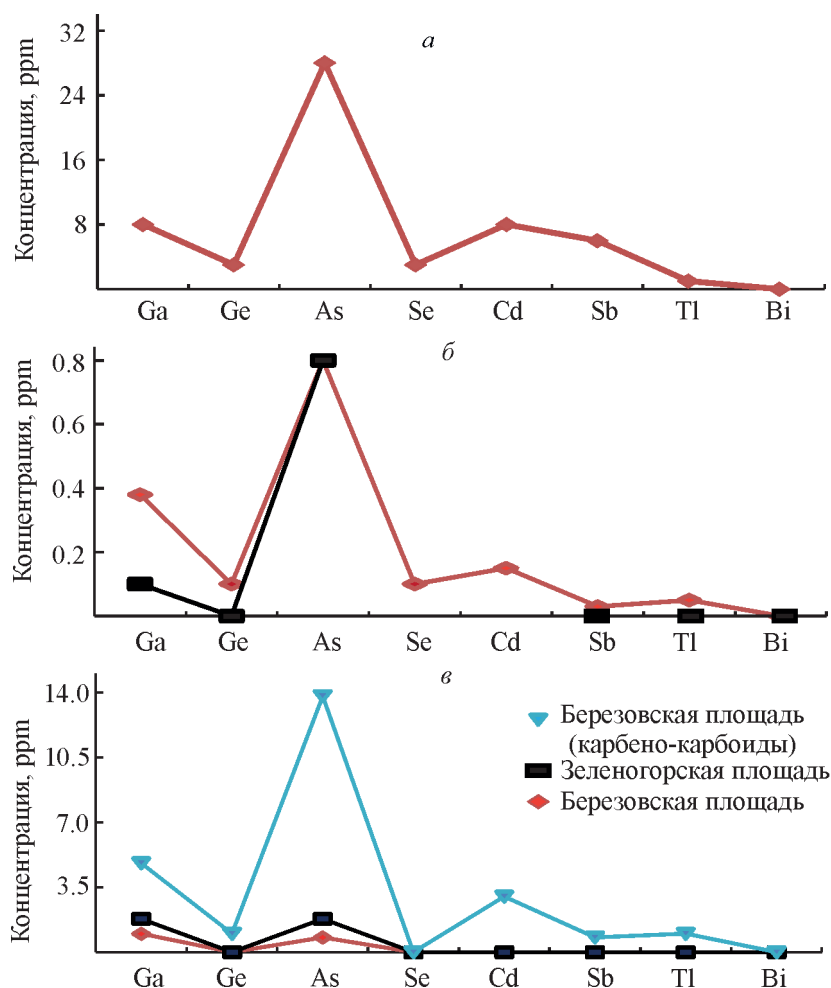 а
Концентрация, ppm
32
24
16
8
Ga Ge As Se Cd Sb Tl Bi
б
Концентрация, ppm
0.8
0.6
0.4
0.2
Ga Ge As Se Cd Sb Tl Bi
в
Концентрация, ppm
14.0
10.5
7.0
3.5
Березовская площадь
(карбено-карбоиды)
Зеленогорская площадь
Березовская площадь
Ga Ge As Se Cd Sb Tl Bi